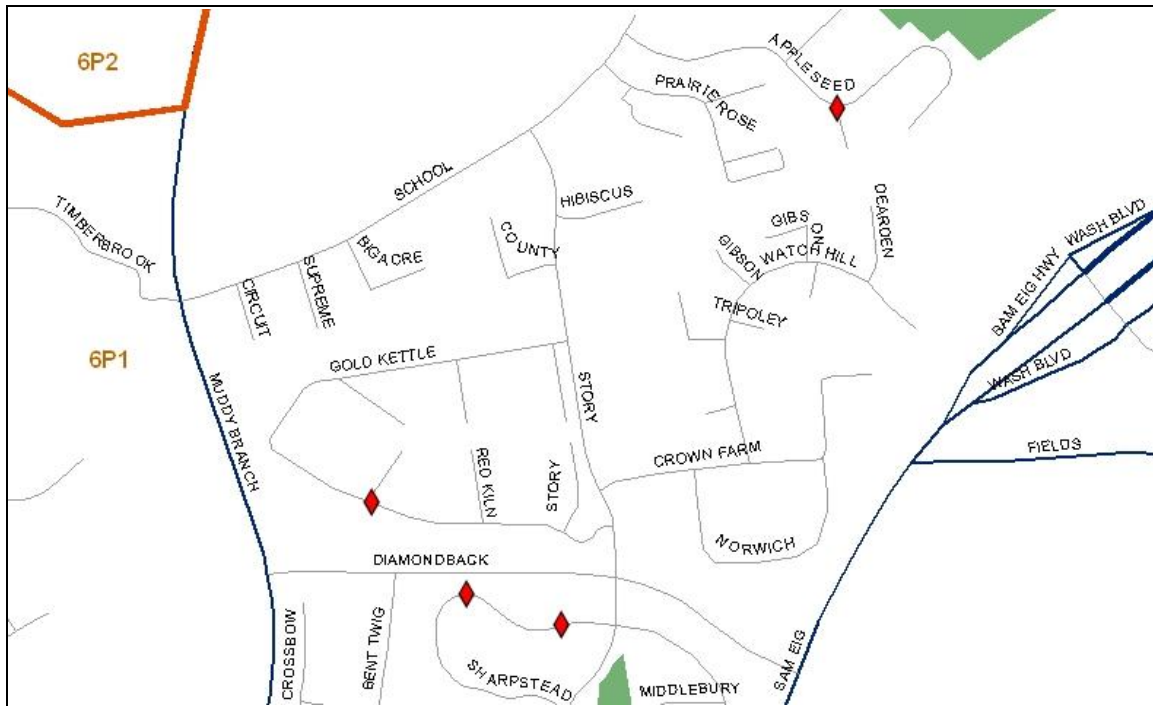 6P2
APPLE SEED
PRAIRIE ROSE
SCHOOL
HIBISCUS
DEARDEN
TIMBERBROOK
GIBSON
WASH BLVD
COUNTY
BIG ACRE
GIBSON
WATCH HILL
SUPREME
SAM EIG HWY
CIRCUIT
TRIPOLEY
6P1
GOLD KETTLE
WASH BLVD
MUDDY BRANCH
STORY
CROWN FARM
FIELDS
RED KILN
STORY
NORWICH
DIAMONDBACK
CROSSBOW
BENT TWIG
SHARPSTEAD
MIDDLEBURY
SAM EIG